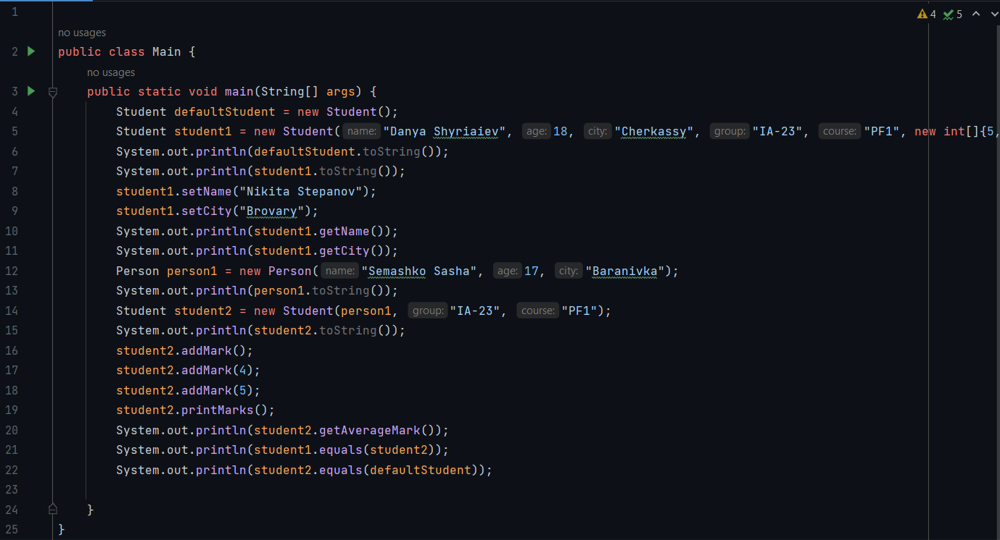 1
4 5
no usages
2 public class Main {
no usages
3 public static void main(String[] args) {
4 Student defaultStudent = new Student();
5 Student student1 = new Student( name: "Danya Shyriaiev", age: 18, city: "Cherkassy", group: "IA-23", course: "PF1", new int[]{5,
6 System.out.println(defaultStudent.toString());
7 System.out.println(student1.toString());
8 student1.setName("Nikita Stepanov");
9 student1.setCity("Brovary");
10 System.out.println(student1.getName());
11 System.out.println(student1.getCity());
12 Person person1 = new Person( name: "Semashko Sasha", age: 17, city: "Baranivka");
13 System.out.println(person1.toString());
14 Student student2 = new Student(person1, group: "IA-23", course: "PF1");
15 System.out.println(student2.toString());
16 student2.addMark();
17 student2.addMark(4);
18 student2.addMark(5);
19 student2.printMarks();
20 System.out.println(student2.getAverageMark());
21 System.out.println(student1.equals(student2));
22 System.out.println(student2.equals(defaultStudent));
23
24 }
25 }